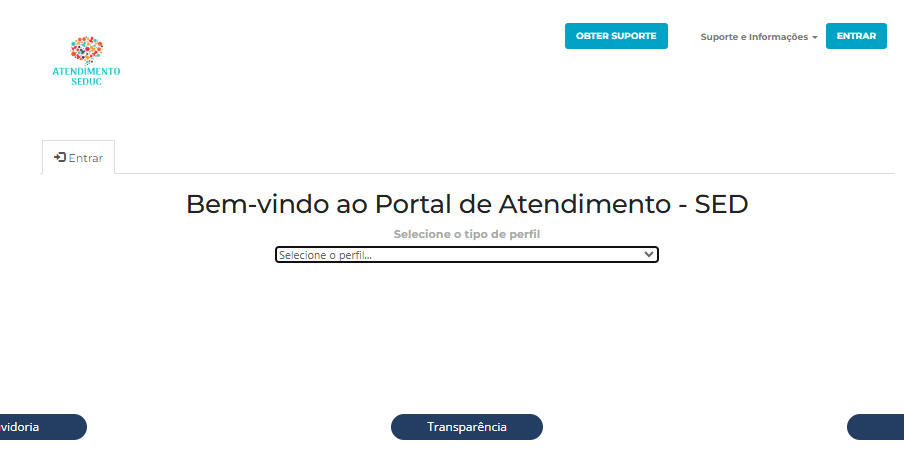 OBTER SUPORTE
Suporte e Informações
ENTRAR
ATENDIMENTO
SEDUC
Entrar
Bem-vindo ao Portal de Atendimento - SED
Selecione o tipo de perfil
Selecione o perfil...
vidoria
Transparência